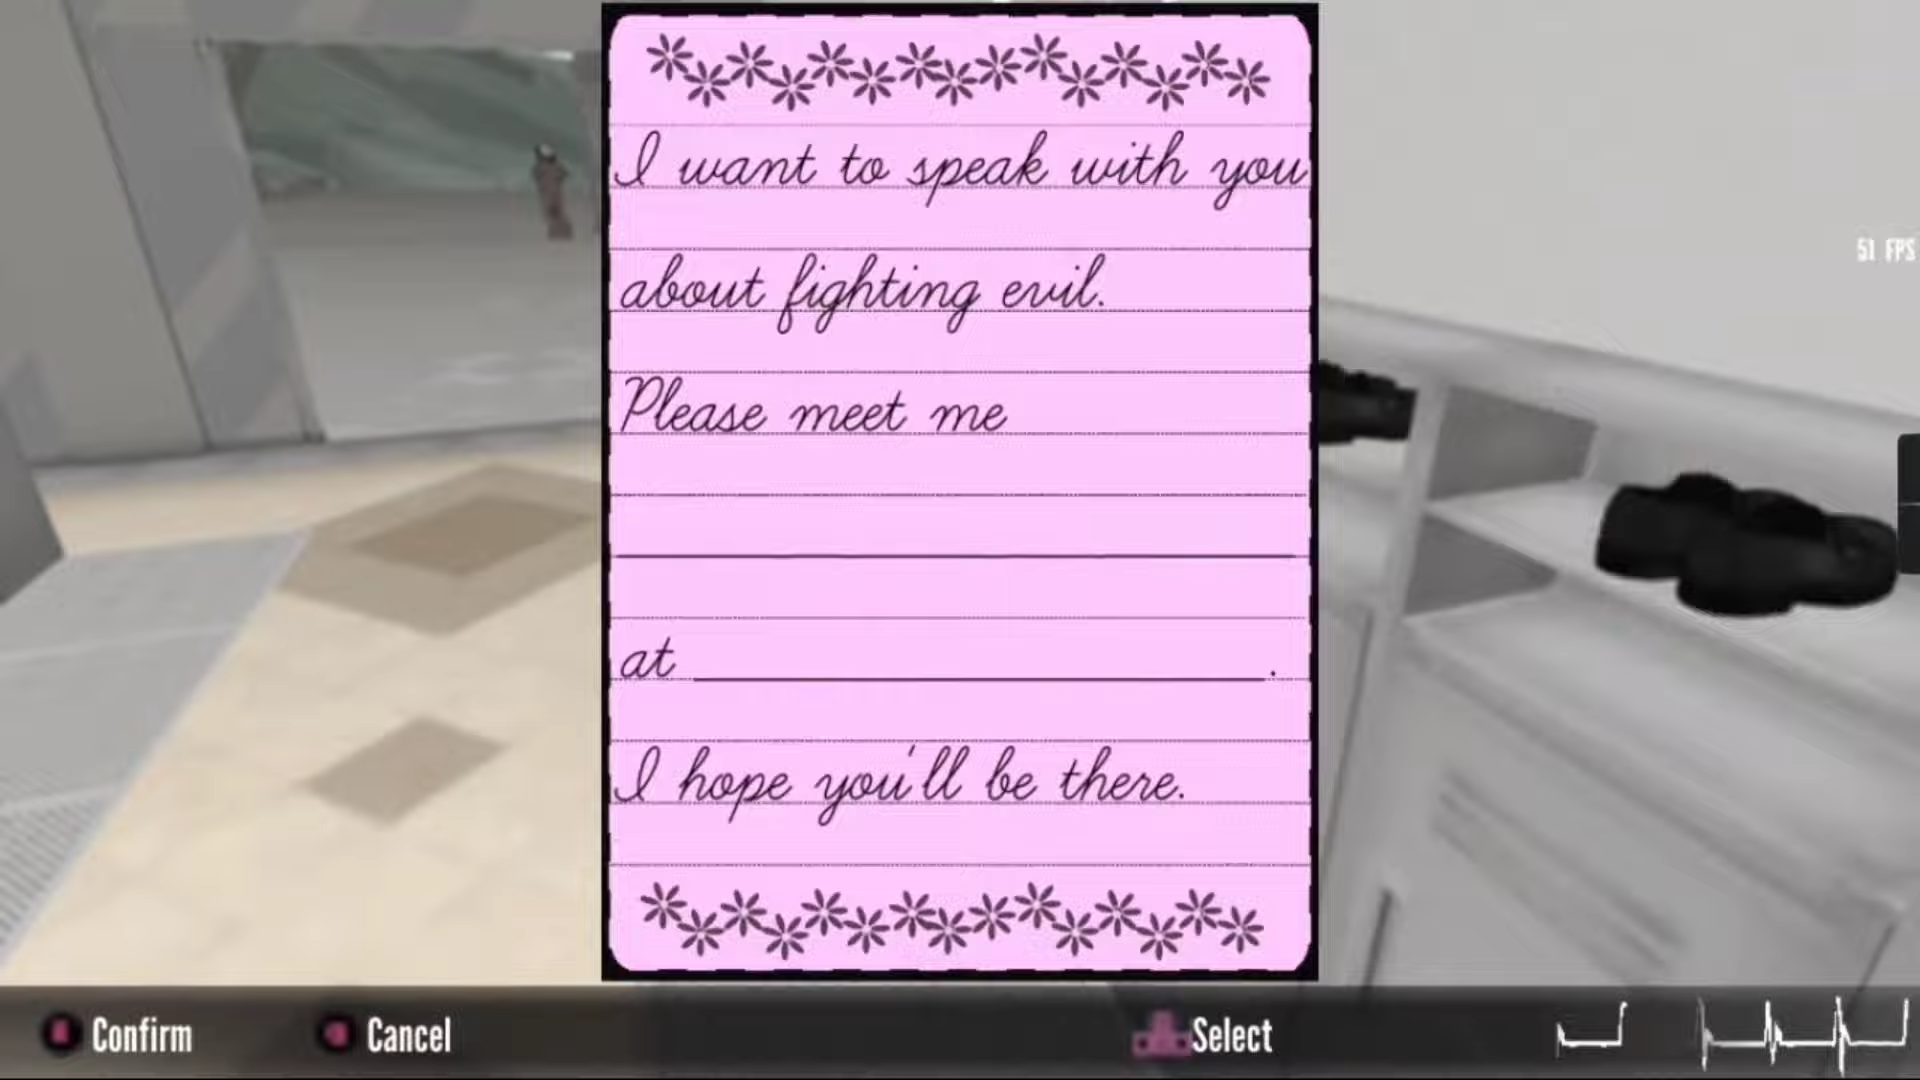 I want to speak with you
about fighting evil.
Please meet me
at .
I hope you'll be there.
51 FPS
Confirm Cancel Select